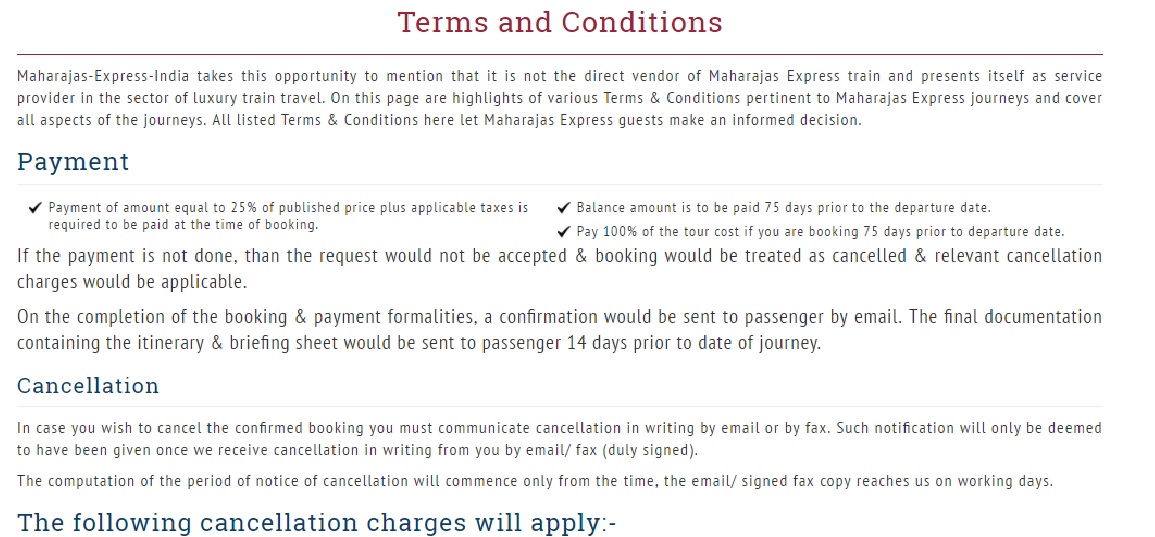 Terms and Conditions
Maharajas-Express-India takes this opportunity to mention that it is not the direct vendor of Maharajas Express train and presents itself as service
provider in the sector of luxury train travel. On this page are highlights of various Terms & Conditions pertinent to Maharajas Express journeys and cover
all aspects of the journeys. All listed Terms & Conditions here let Maharajas Express guests make an informed decision.
Payment
Payment of amount equal to 25% of published price plus applicable taxes is
required to be paid at the time of booking.
Balance amount is to be paid 75 days prior to the departure date.
Pay 100% of the tour cost if you are booking 75 days prior to departure date.
If the payment is not done, than the request would not be accepted & booking would be treated as cancelled & relevant cancellation
charges would be applicable.
On the completion of the booking & payment formalities, a confirmation would be sent to passenger by email. The final documentation
containing the itinerary & briefing sheet would be sent to passenger 14 days prior to date of journey.
Cancellation
In case you wish to cancel the confirmed booking you must communicate cancellation in writing by email or by fax. Such notification will only be deemed
to have been given once we receive cancellation in writing from you by email/ fax (duly signed).
The computation of the period of notice of cancellation will commence only from the time, the email/ signed fax copy reaches us on working days.
The following cancellation charges will apply:-